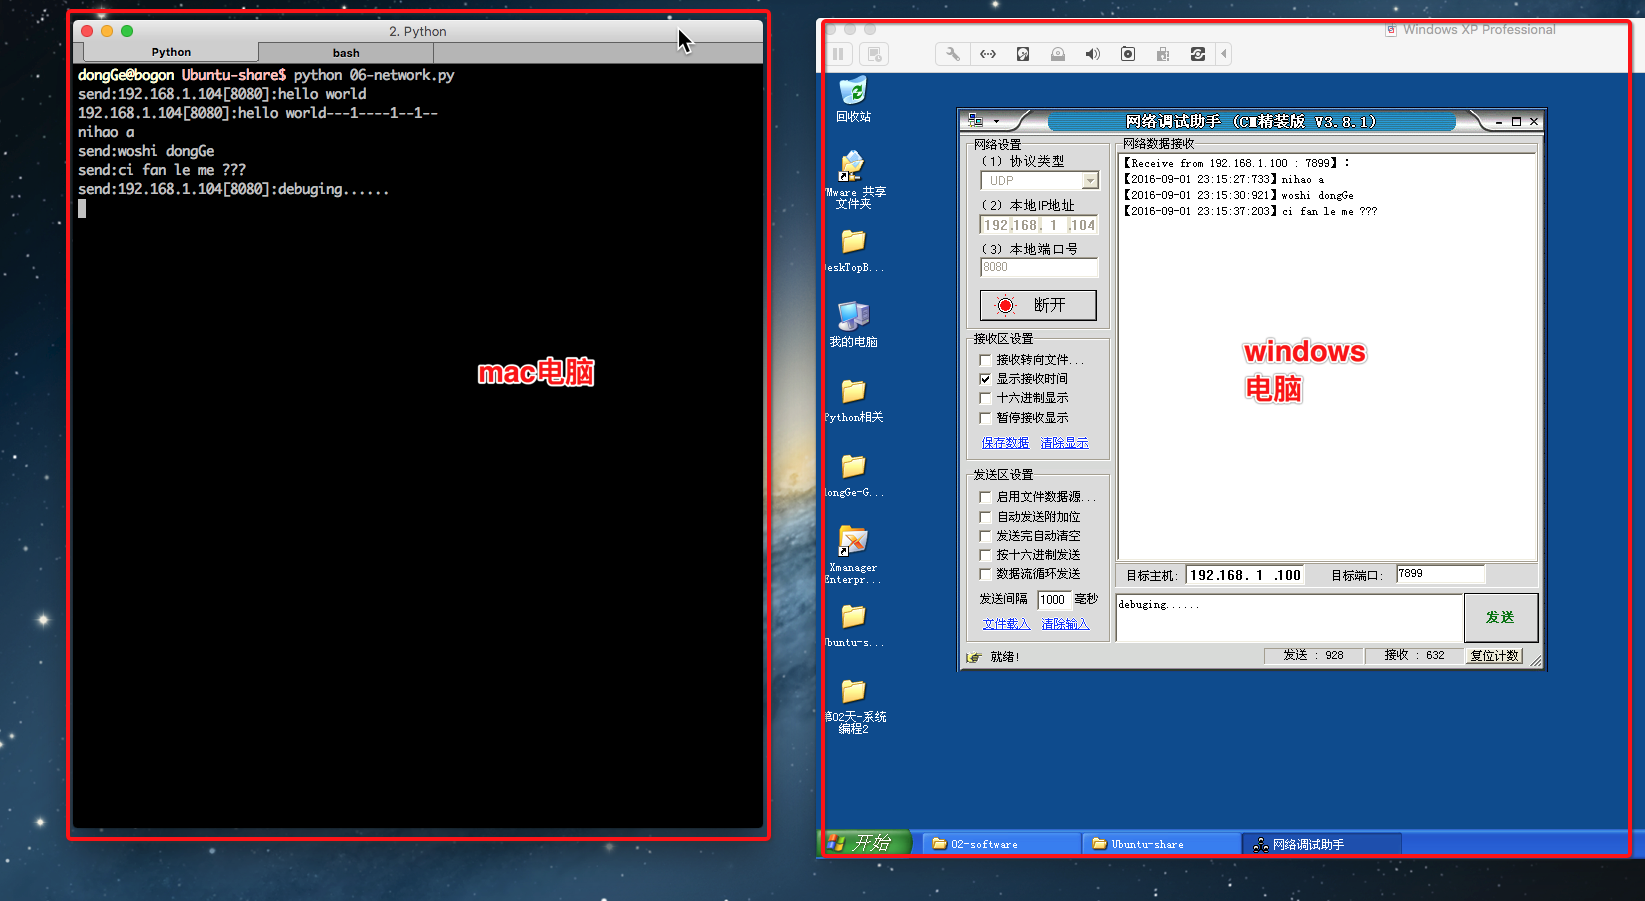 2. Python
Python
bash
dongGe@bogon Ubuntu-share$ python 06-network.py
send:192.168.1.104[8080]:hello world
192.168.1.104[8080]:hello world---1----1--1--
nihao a
send:woshi dongGe
send:ci fan le me ???
send:192.168.1.104[8080]:debuging......
mac电脑
Windows XP Professional
回收站
VMware 共享
文件夹
DeskTopB...
我的电脑
Python相关
dongGe-G...
Xmanager
Enterpr...
Ubuntu-s...
第02天-系统
编程2
网络调试助手 (C■精装版 V3.8.1)
网络设置
(1) 协议类型
UDP
(2) 本地IP地址
192.168. 1 .104
(3) 本地端口号
8080
断开
接收区设置
接收转向文件...
显示接收时间
十六进制显示
暂停接收显示
保存数据 清除显示
发送区设置
启用文件数据源...
自动发送附加位
发送完自动清空
按十六进制发送
数据流循环发送
发送间隔 1000 毫秒
文件载入 清除输入
就绪!
网络数据接收
【Receive from 192.168.1.100 : 7899】:
【2016-09-01 23:15:27:733】nihao a
【2016-09-01 23:15:30:921】woshi dongGe
【2016-09-01 23:15:37:203】ci fan le me ???
windows
电脑
目标主机: 192.168. 1 .100 目标端口: 7899
debuging......
发送
发送 : 928 接收 : 632 复位计数
开始
02-software
Ubuntu-share
网络调试助手